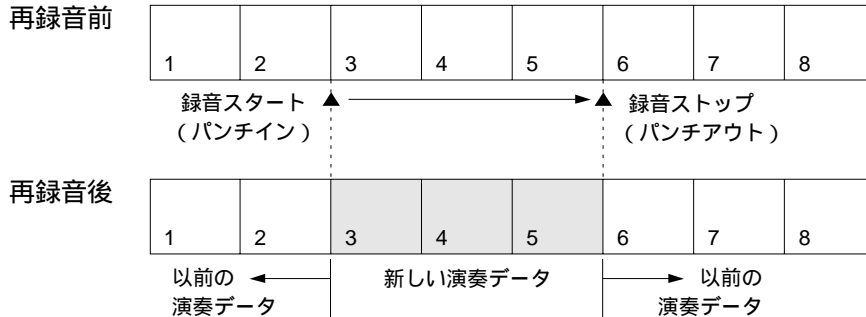 再録音前
1 2 3 4 5 6 7 8
録音スタート
（パンチイン）
録音ストップ
（パンチアウト）
再録音後
1 2 3 4 5 6 7 8
以前の
演奏データ
新しい演奏データ
以前の
演奏データ